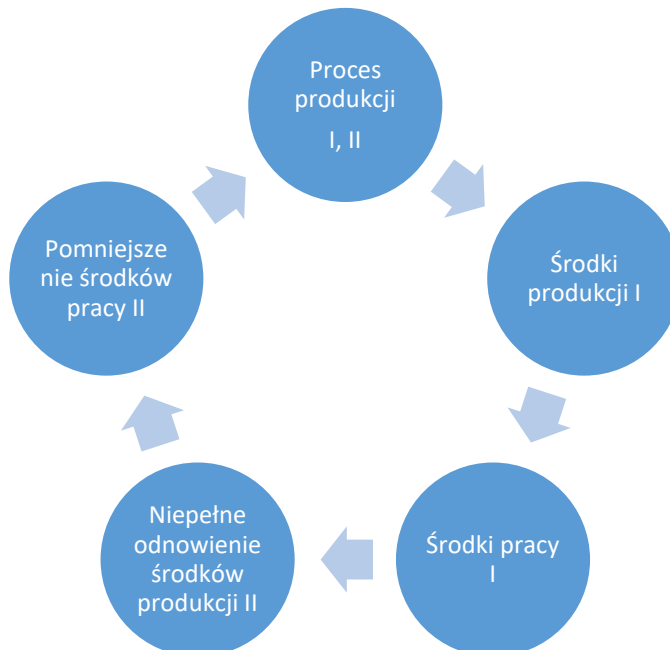 Proces
produkcji
I, II
Środki
produkcji I
Środki pracy
I
Niepełne
odnowienie
środków
produkcji II
Pomniejsze
nie środków
pracy II